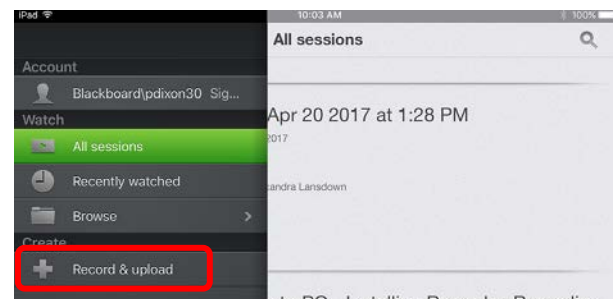 iPad 10:03 AM 100%
All sessions
Account
Blackboard\pdixon30 Sig...
Watch
Apr 20 2017 at 1:28 PM
2017
All sessions
Recently watched
Lansdown
Browse
Create
Record & upload
PC